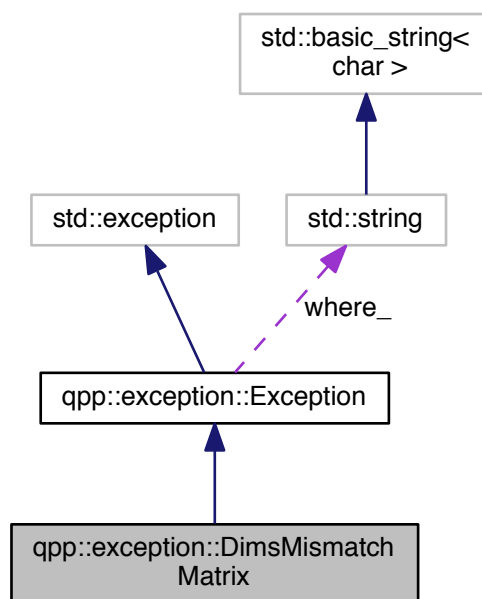 std::basic_string<
char >
std::exception
std::string
where_
qpp::exception::Exception
qpp::exception::DimsMismatch
Matrix